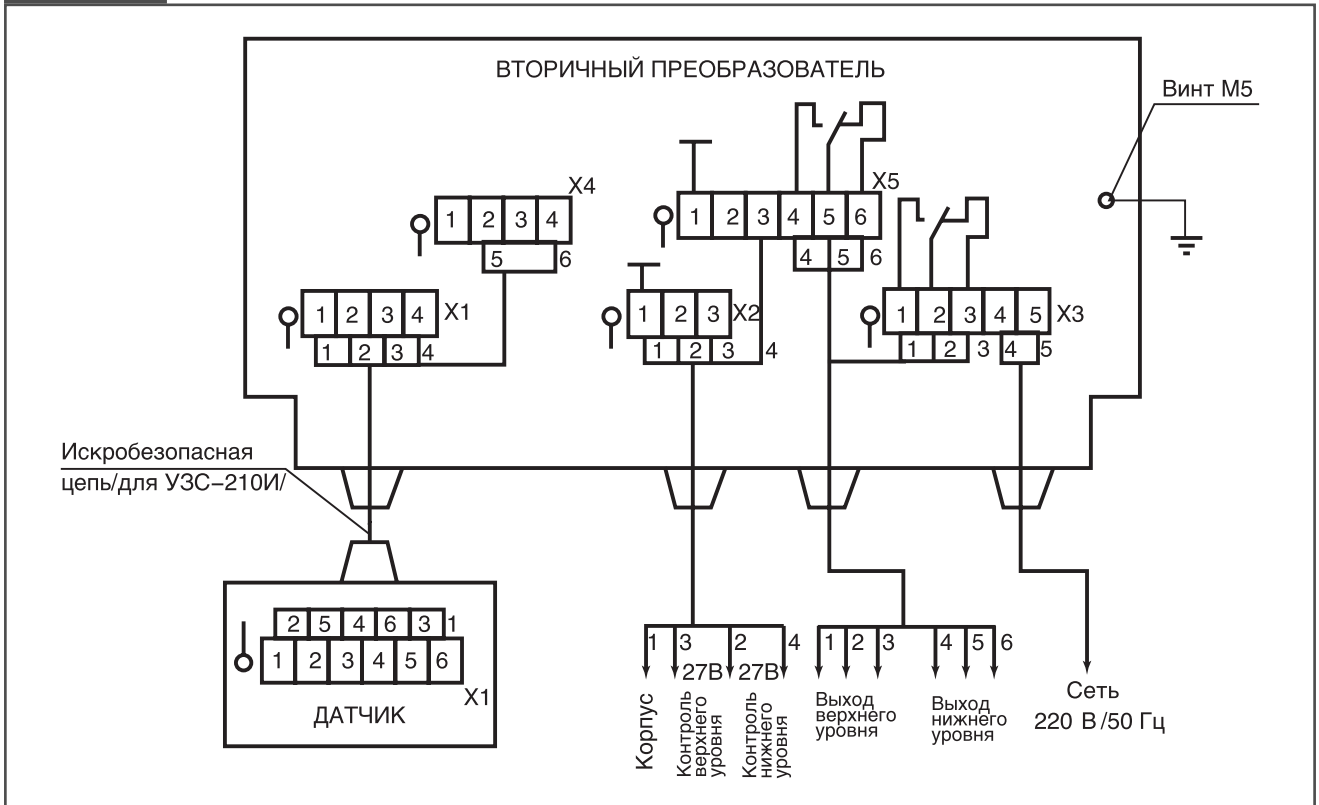 ВТОРИЧНЫЙ ПРЕОБРАЗОВАТЕЛЬ
Винт М5
X4
1 2 3 4
5 6
X5
1 2 3 4 5 6
4 5 6
X1
1 2 3 4
1 2 3 4
X2
1 2 3
1 2 3 4
X3
1 2 3 4 5
1 2 3 4 5
Искробезопасная
цепь/для УЗС–210И/
2 5 4 6 3 1
1 2 3 4 5 6
X1
ДАТЧИК
1 3 2 4
27В 27В
Корпус
Контроль
верхнего
уровня
Контроль
нижнего
уровня
1 2 3 4 5 6
Выход
верхнего
уровня
Выход
нижнего
уровня
Сеть
220 В/50 Гц